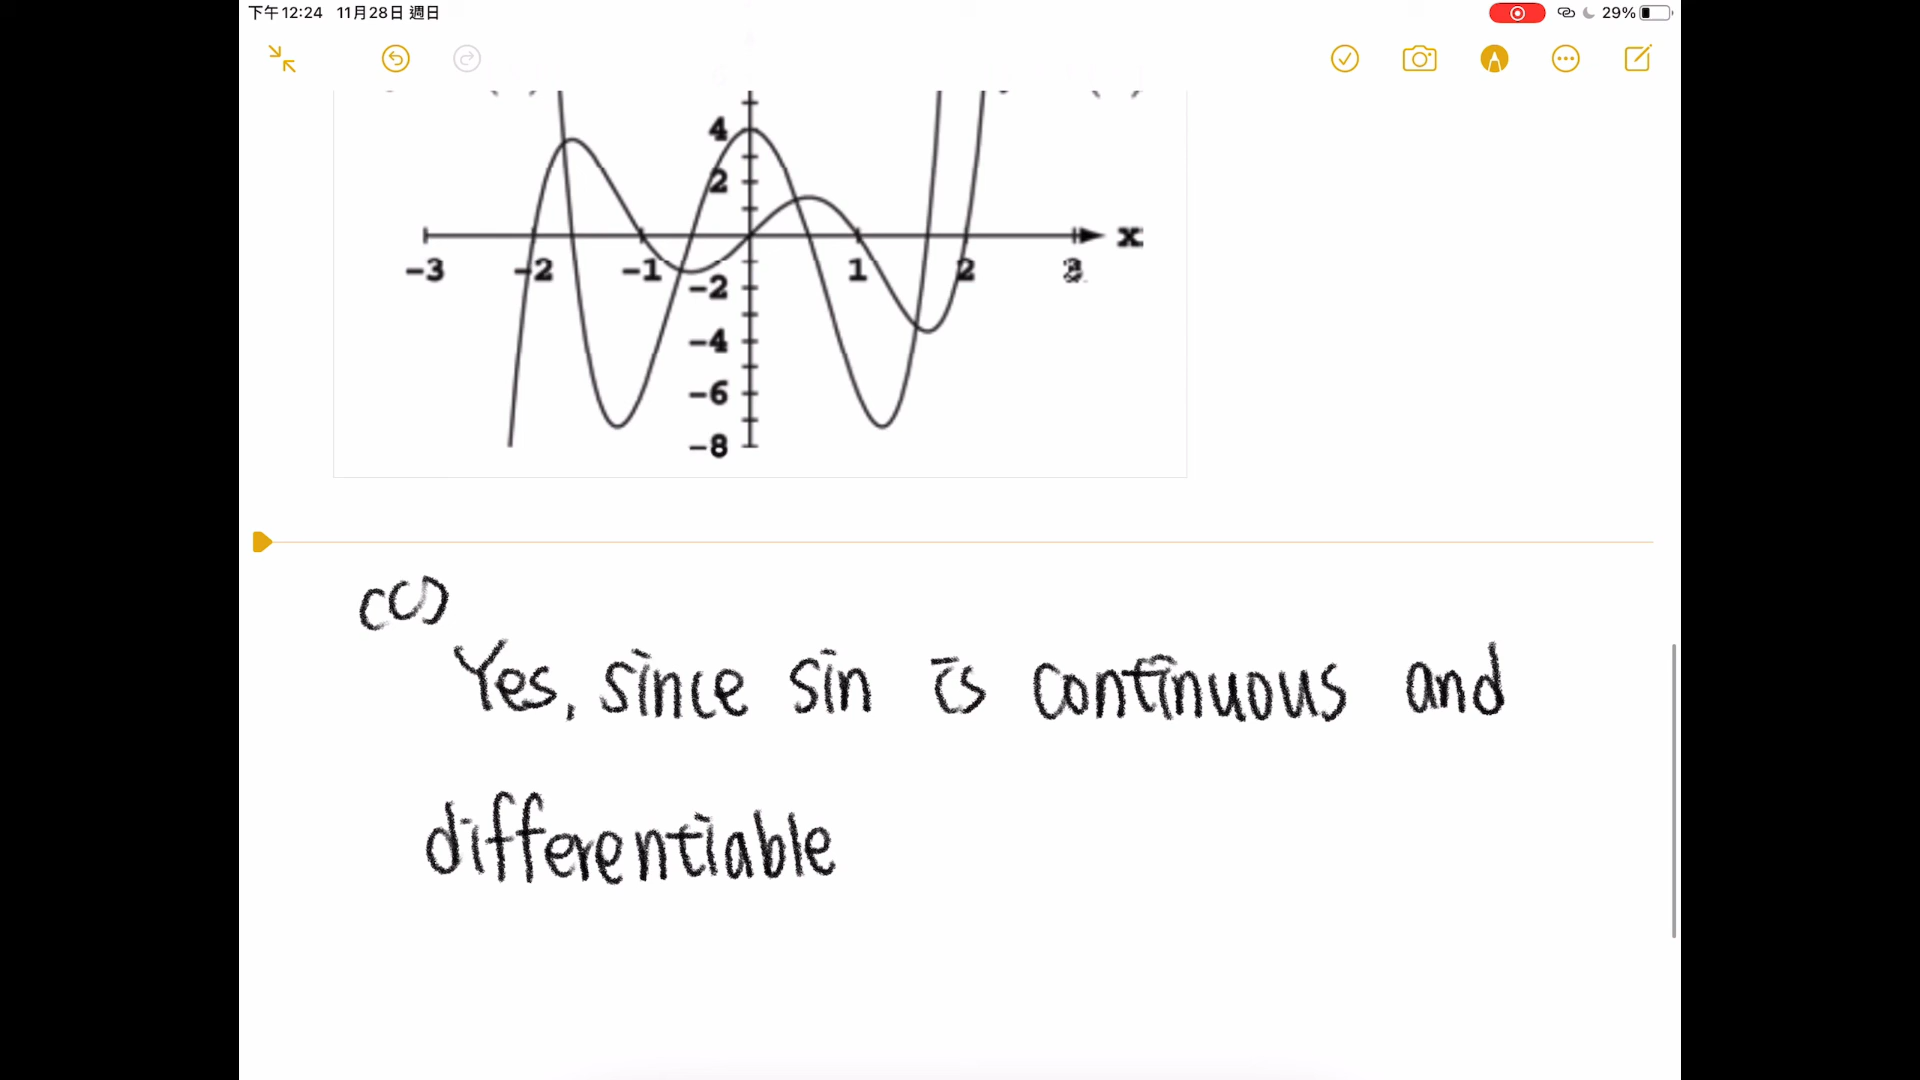 下午12:24 11月28日 週日
29%
4
2
x
-3 -2 -1 1 2 3
-2
-4
-6
-8
(c)
Yes, since sin is continuous and
differentiable